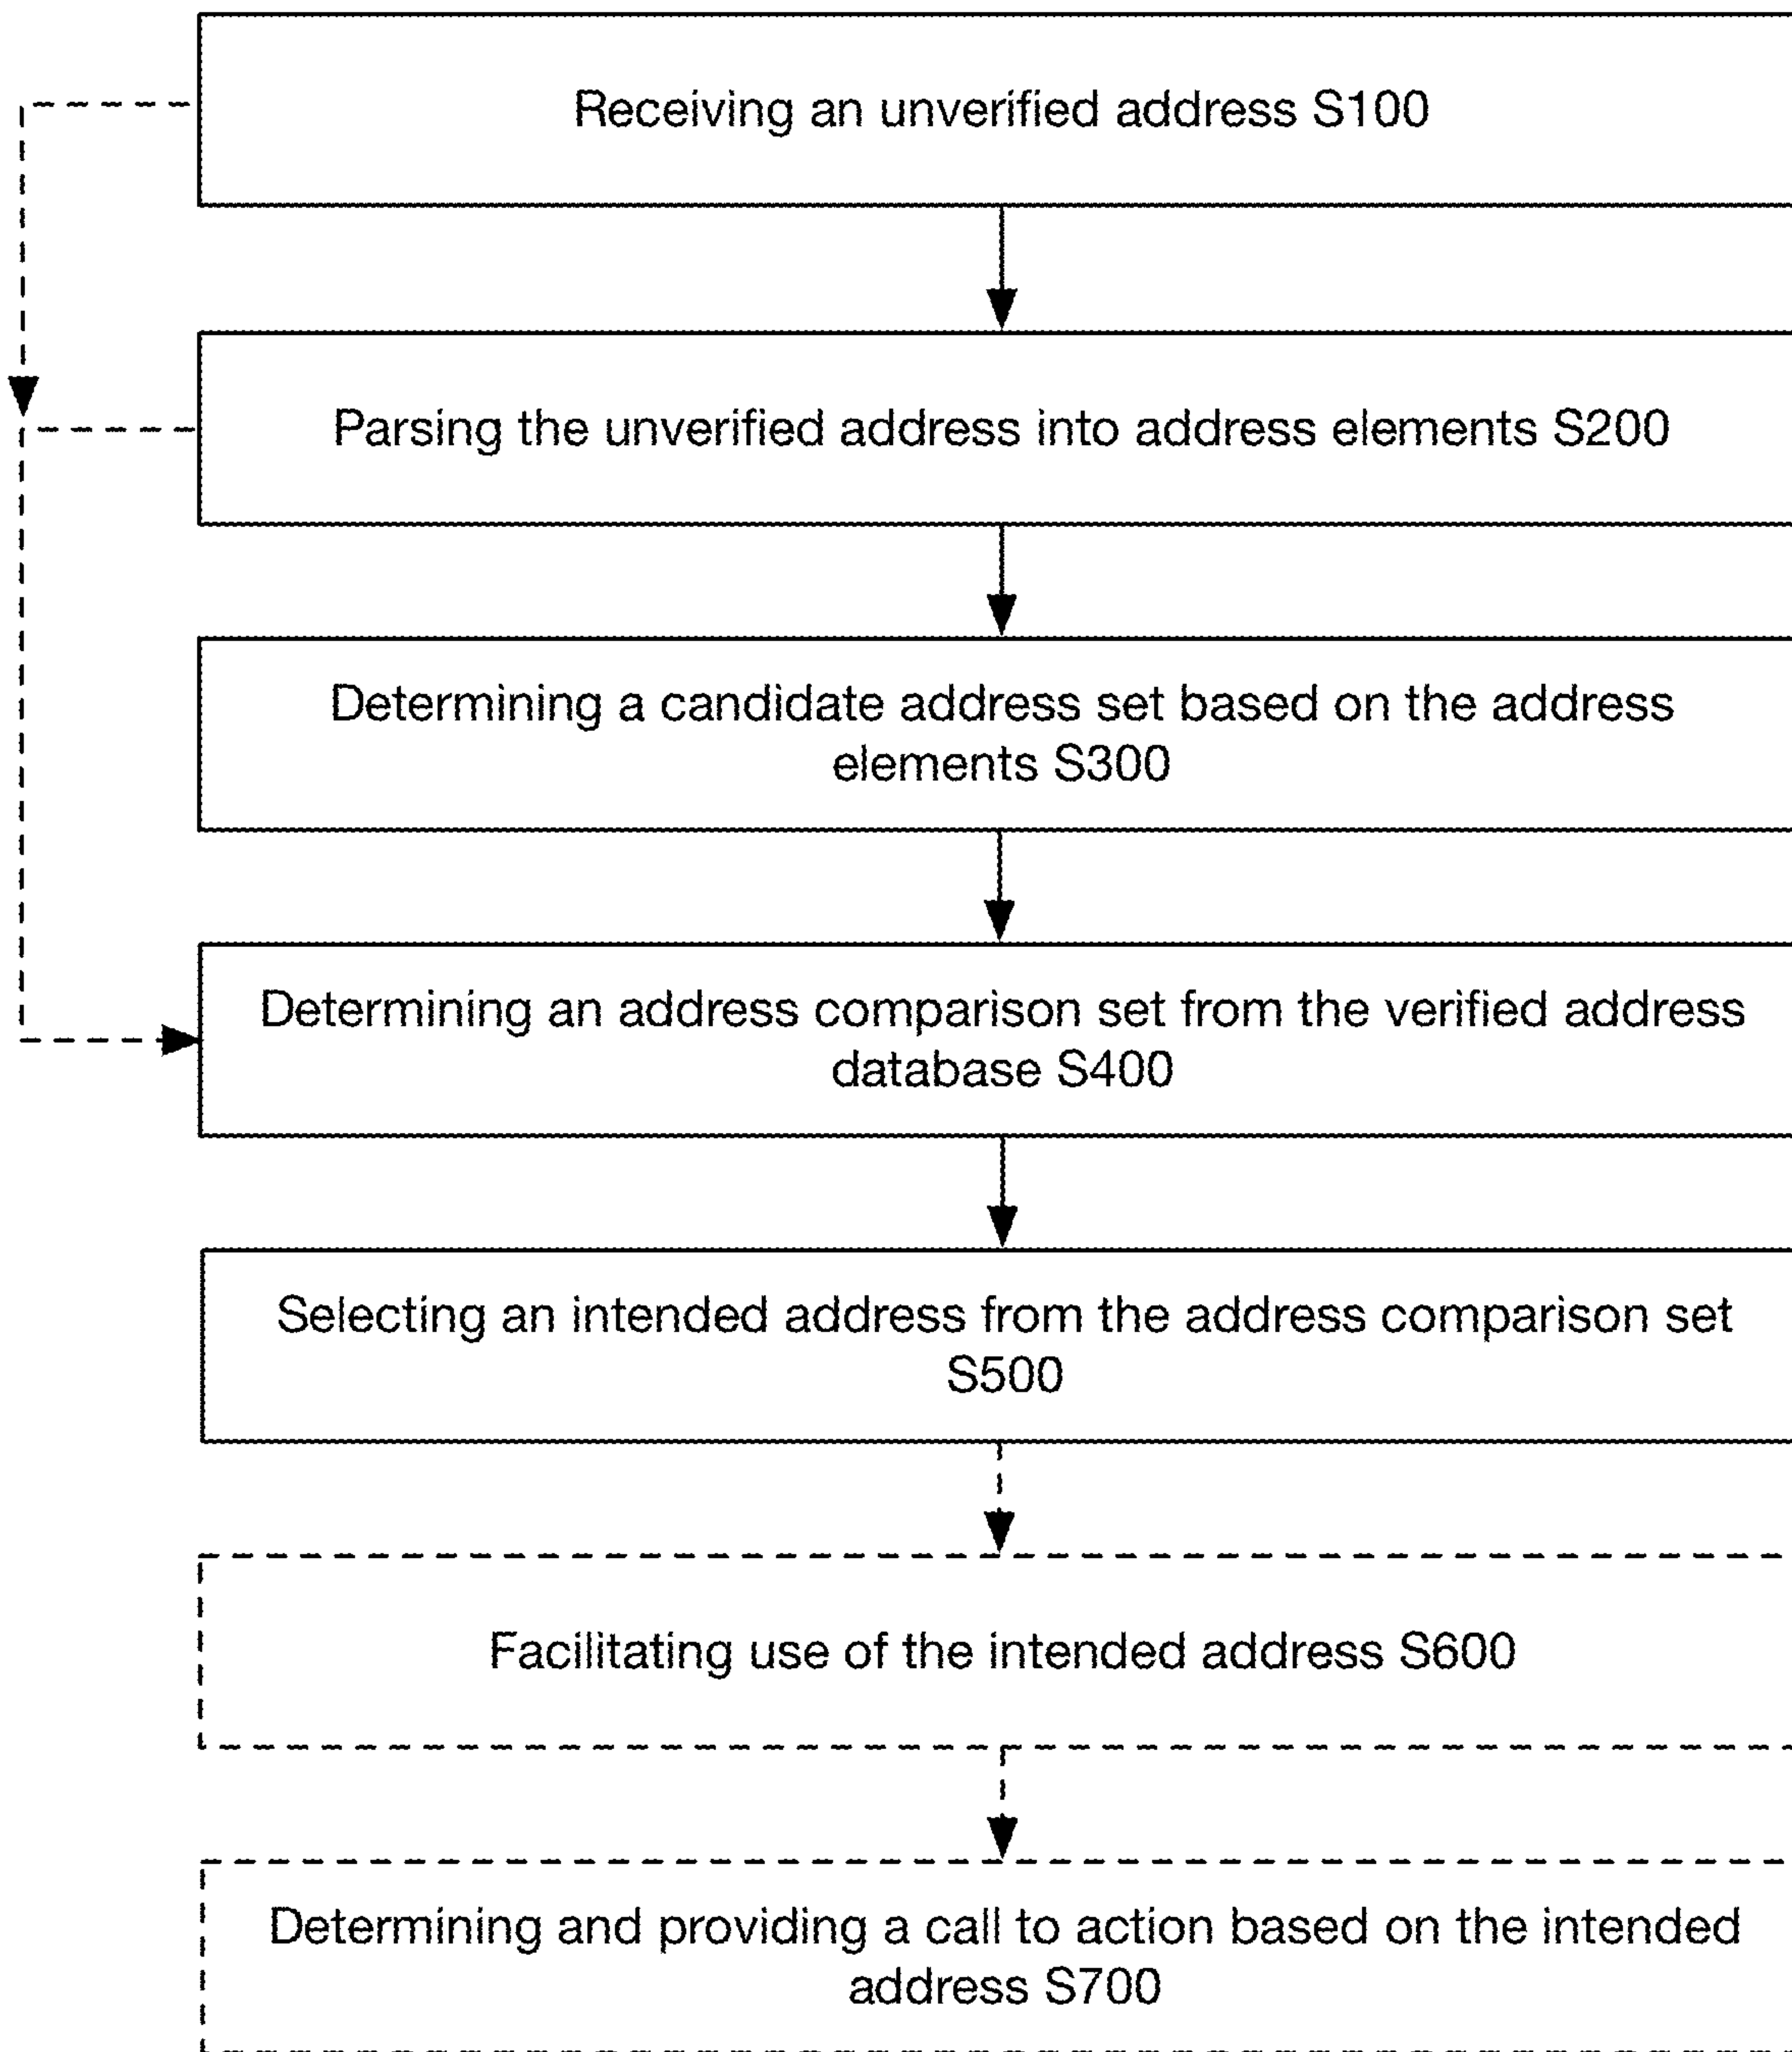 Receiving an unverified address S100
Parsing the unverified address into address elements S200
Determining a candidate address set based on the address
elements S300
Determining an address comparison set from the verified address
database S400
Selecting an intended address from the address comparison set
S500
Facilitating use of the intended address S600
Determining and providing a call to action based on the intended
address S700